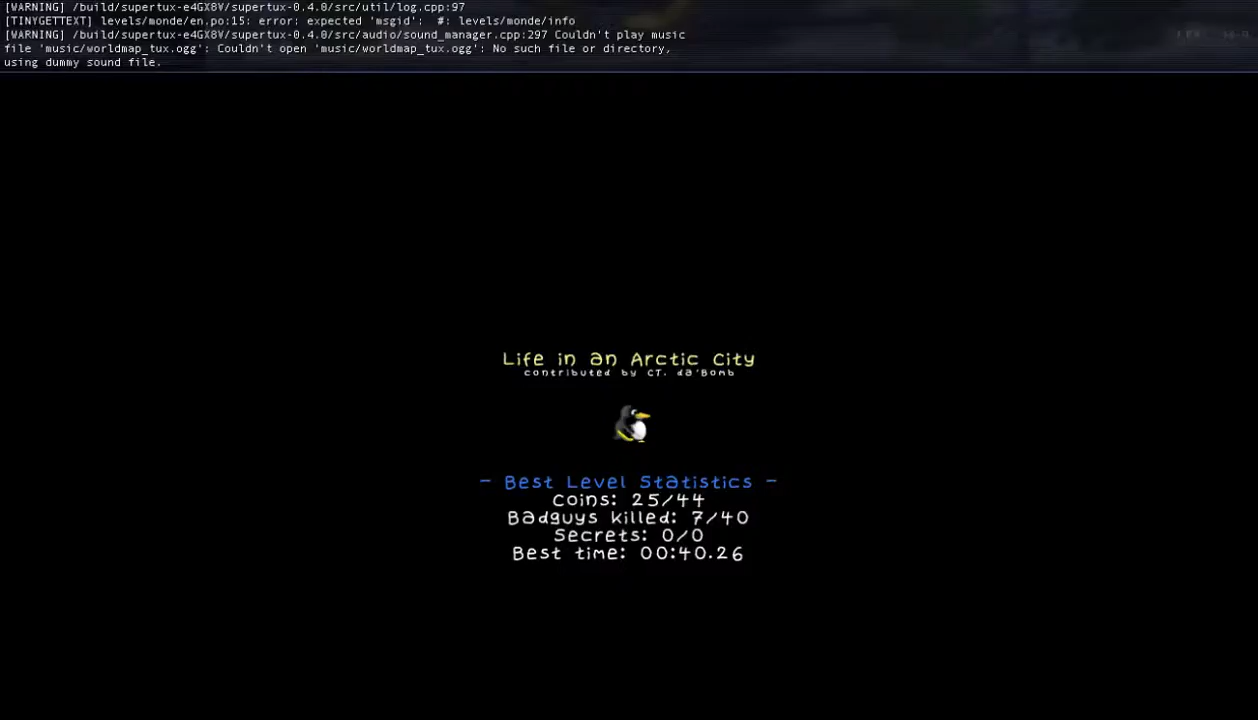 [WARNING] /build/supertux-e4GX8V/supertux-0.4.0/src/util/log.cpp:97
[TINYGETTEXT] levels/monde/en.po:15: error: expected 'msgid':  #: levels/monde/info
[WARNING] /build/supertux-e4GX8V/supertux-0.4.0/src/audio/sound_manager.cpp:297 Couldn't play music
file 'music/worldmap_tux.ogg': Couldn't open 'music/worldmap_tux.ogg': No such file or directory,
using dummy sound file.
Life in an Arctic City
contributed by CT. da'Bomb
- Best Level Statistics -
Coins: 25/44
Badguys killed: 7/40
Secrets: 0/0
Best time: 00:40.26